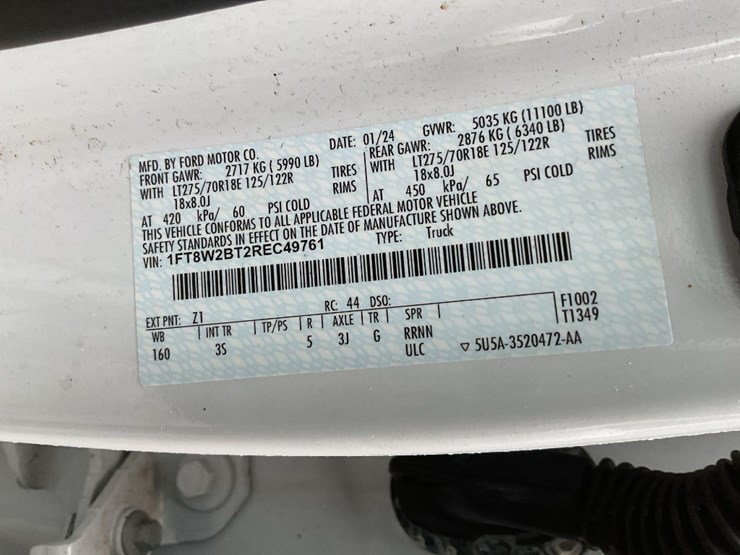 MFD. BY FORD MOTOR CO.
DATE: 01/24 GVWR: 5035 KG (11100 LB)
FRONT GAWR: 2717 KG ( 5990 LB)
WITH LT275/70R18E 125/122R TIRES
18x8.0J RIMS
AT 420 kPa/ 60 PSI COLD
REAR GAWR: 2876 KG ( 6340 LB)
WITH LT275/70R18E 125/122R TIRES
18x8.0J RIMS
AT 450 kPa/ 65 PSI COLD
THIS VEHICLE CONFORMS TO ALL APPLICABLE FEDERAL MOTOR VEHICLE
SAFETY STANDARDS IN EFFECT ON THE DATE OF MANUFACTURE SHOWN ABOVE.
VIN: 1FT8W2BT2REC49761 TYPE: Truck
EXT PNT: Z1 RC: 44 DSO:
WB INT TR TP/PS R AXLE TR SPR F1002
160 3S 5 3J G RRNN T1349
ULC ▽ 5U5A-3520472-AA